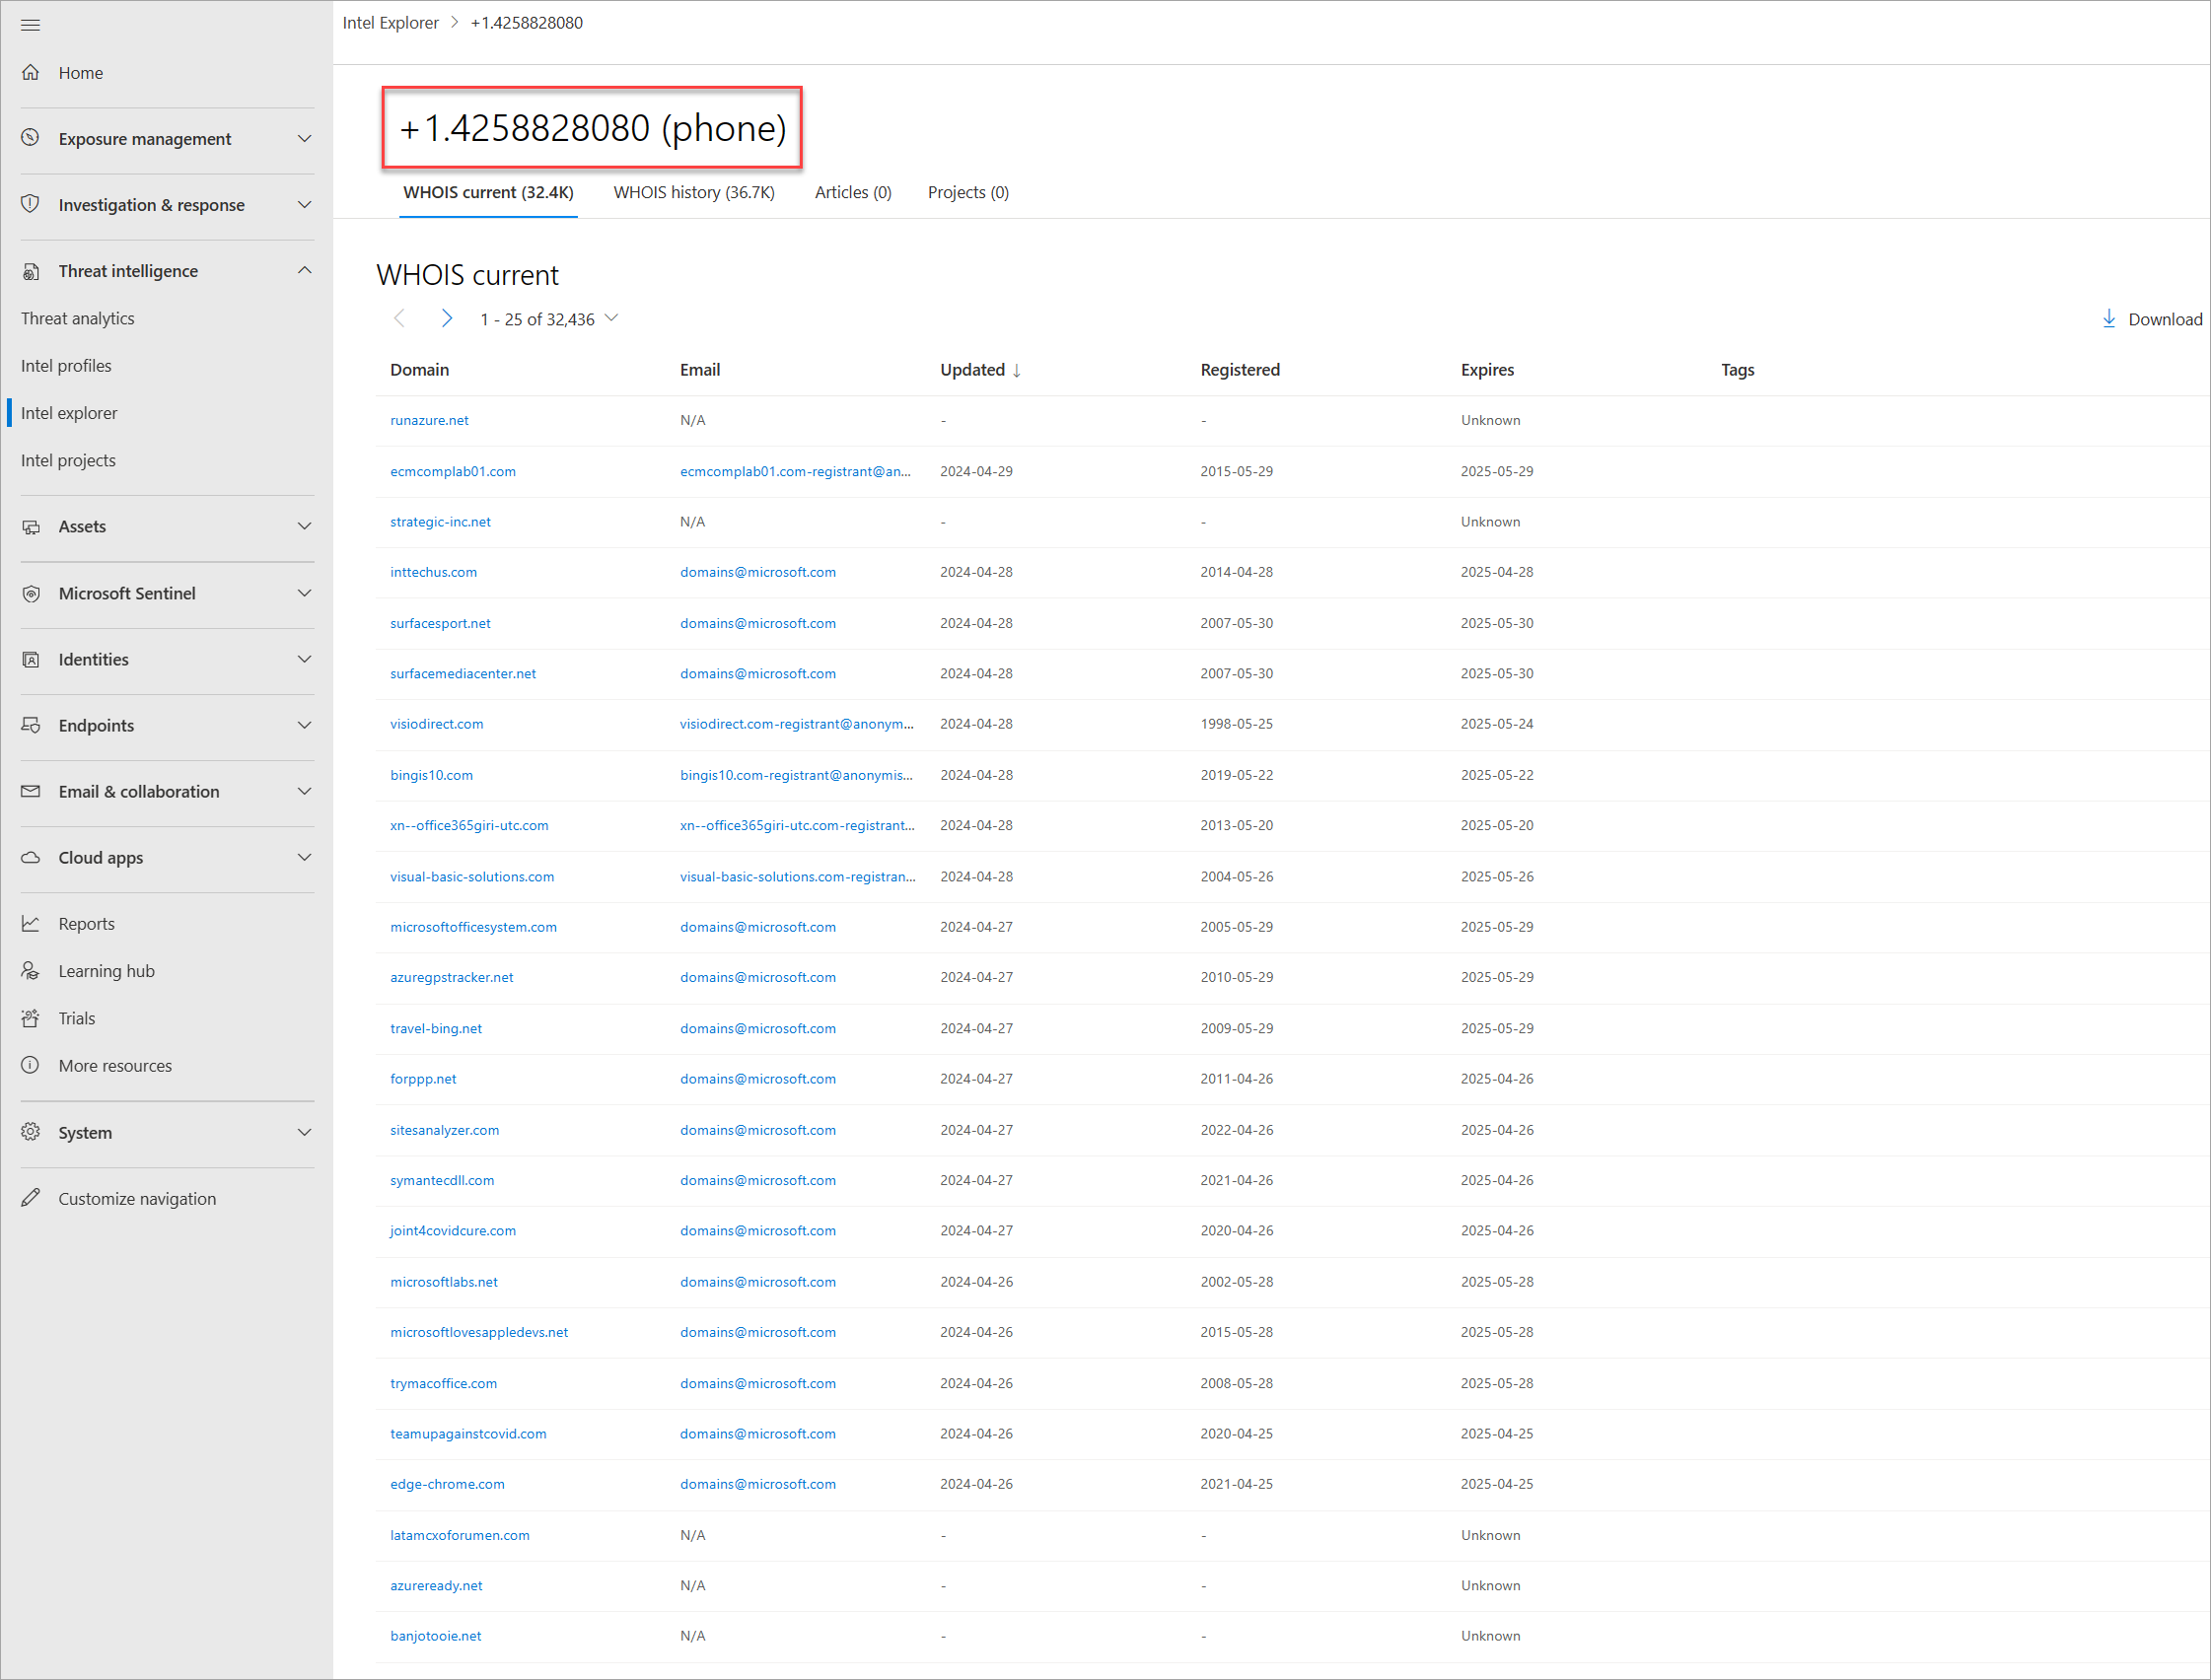 Intel Explorer > +1.4258828080
Home
Exposure management
Investigation & response
Threat intelligence
Threat analytics
Intel profiles
Intel explorer
Intel projects
Assets
Microsoft Sentinel
Identities
Endpoints
Email & collaboration
Cloud apps
Reports
Learning hub
Trials
More resources
System
Customize navigation
+1.4258828080 (phone)
WHOIS current (32.4K) WHOIS history (36.7K) Articles (0) Projects (0)
WHOIS current
1 - 25 of 32,436 Download
Domain Email Updated ↓ Registered Expires Tags
runazure.net N/A - - Unknown
ecmcomplab01.com ecmcomplab01.com-registrant@an... 2024-04-29 2015-05-29 2025-05-29
strategic-inc.net N/A - - Unknown
inttechus.com domains@microsoft.com 2024-04-28 2014-04-28 2025-04-28
surfacesport.net domains@microsoft.com 2024-04-28 2007-05-30 2025-05-30
surfacemediacenter.net domains@microsoft.com 2024-04-28 2007-05-30 2025-05-30
visiodirect.com visiodirect.com-registrant@anonym... 2024-04-28 1998-05-25 2025-05-24
bingis10.com bingis10.com-registrant@anonymis... 2024-04-28 2019-05-22 2025-05-22
xn--office365giri-utc.com xn--office365giri-utc.com-registrant... 2024-04-28 2013-05-20 2025-05-20
visual-basic-solutions.com visual-basic-solutions.com-registran... 2024-04-28 2004-05-26 2025-05-26
microsoftofficesystem.com domains@microsoft.com 2024-04-27 2005-05-29 2025-05-29
azuregpstracker.net domains@microsoft.com 2024-04-27 2010-05-29 2025-05-29
travel-bing.net domains@microsoft.com 2024-04-27 2009-05-29 2025-05-29
forppp.net domains@microsoft.com 2024-04-27 2011-04-26 2025-04-26
sitesanalyzer.com domains@microsoft.com 2024-04-27 2022-04-26 2025-04-26
symantecdll.com domains@microsoft.com 2024-04-27 2021-04-26 2025-04-26
joint4covidcure.com domains@microsoft.com 2024-04-27 2020-04-26 2025-04-26
microsoftlabs.net domains@microsoft.com 2024-04-26 2002-05-28 2025-05-28
microsoftlovesappledevs.net domains@microsoft.com 2024-04-26 2015-05-28 2025-05-28
trymacoffice.com domains@microsoft.com 2024-04-26 2008-05-28 2025-05-28
teamupagainstcovid.com domains@microsoft.com 2024-04-26 2020-04-25 2025-04-25
edge-chrome.com domains@microsoft.com 2024-04-26 2021-04-25 2025-04-25
latamcxoforumen.com N/A - - Unknown
azureready.net N/A - - Unknown
banjotooie.net N/A - - Unknown